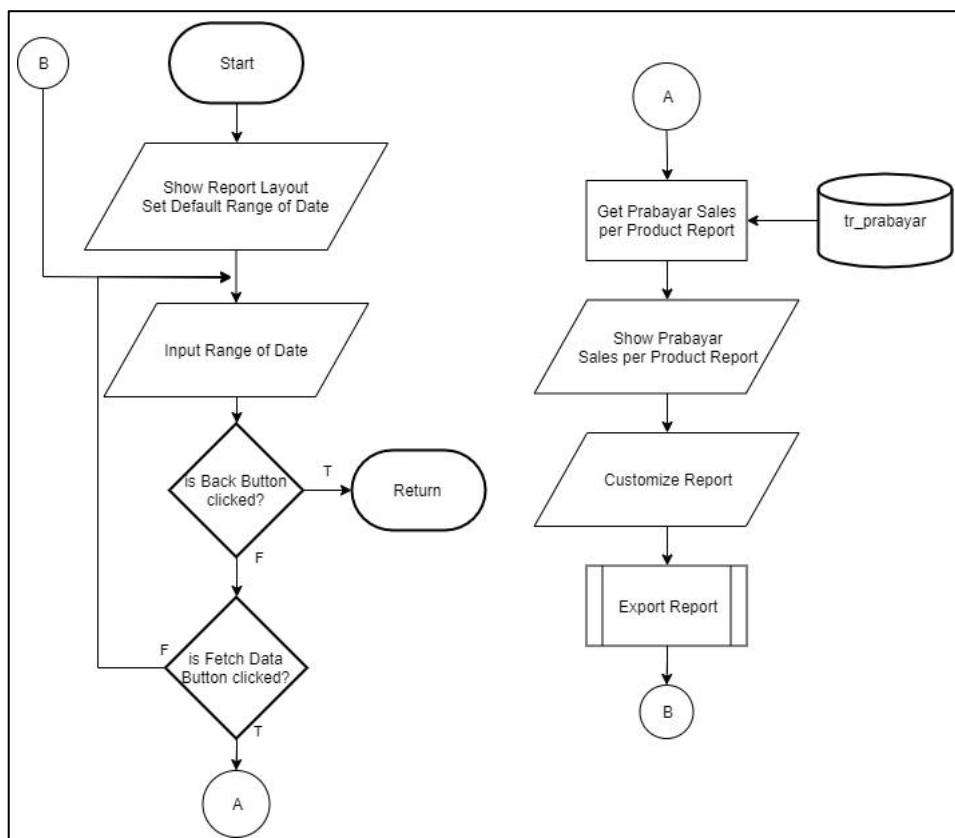 B
Start
Show Report Layout
Set Default Range of Date
Input Range of Date
is Back Button
clicked?
T
Return
F
is Fetch Data
Button clicked?
F
T
A
A
Get Prabayar Sales
per Product Report
tr_prabayar
Show Prabayar
Sales per Product Report
Customize Report
Export Report
B